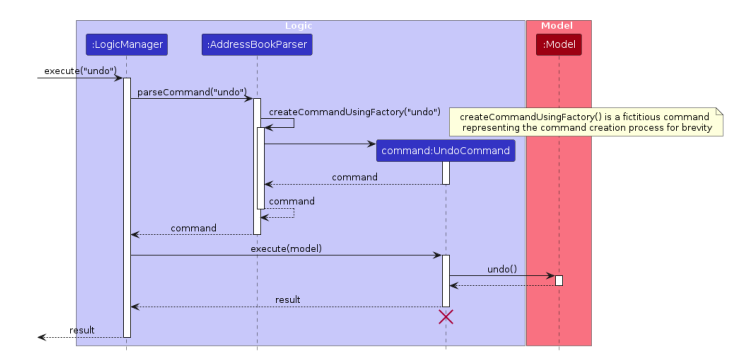 Logic
Model
:LogicManager
:AddressBookParser
:Model
execute("undo")
parseCommand("undo")
createCommandUsingFactory("undo")
createCommandUsingFactory() is a fictitious command
representing the command creation process for brevity
command:UndoCommand
command
command
command
execute(model)
undo()
result
result